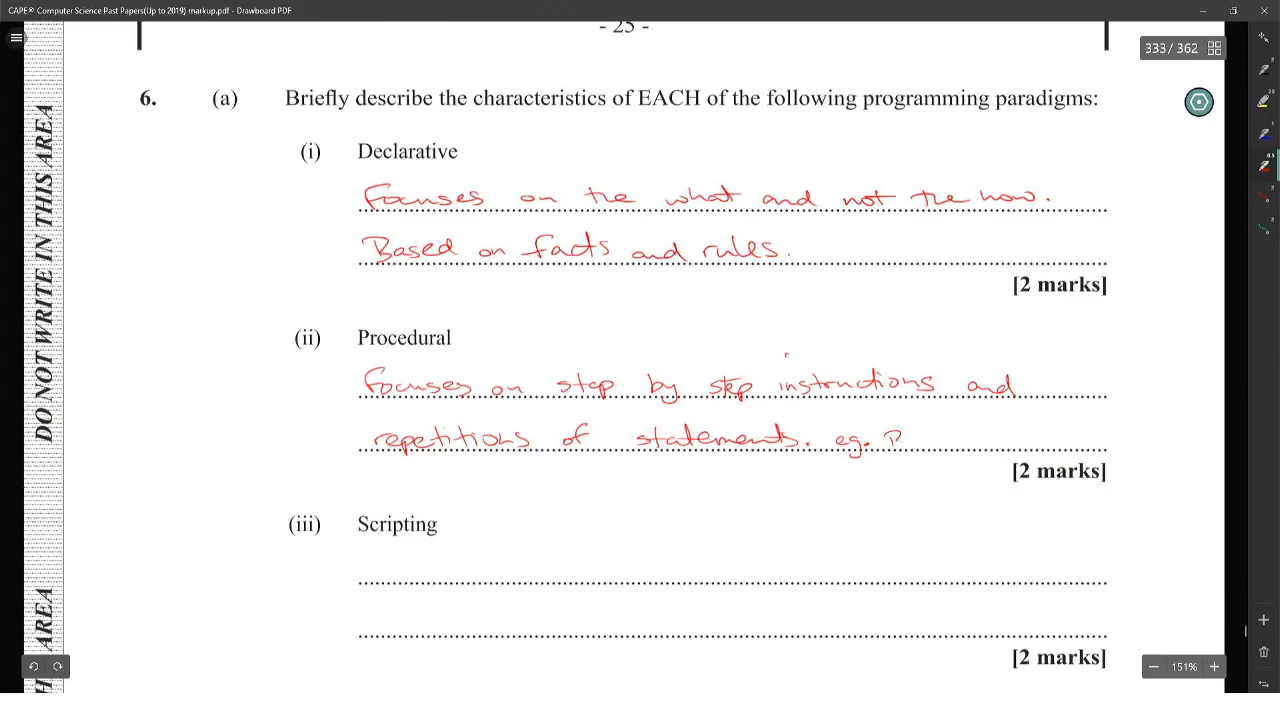 CAPE® Computer Science Past Papers(Up to 2019) markup.pdf - Drawboard PDF
- 25 -
333 / 362
6. (a) Briefly describe the characteristics of EACH of the following programming paradigms:
(i) Declarative
Focuses on the what and not the how.
Based on facts and rules.
[2 marks]
(ii) Procedural
Focuses on step by step instructions and
repetitions of statements. eg.
[2 marks]
(iii) Scripting
[2 marks]
DO NOT WRITE IN THIS AREA
AREA
151%